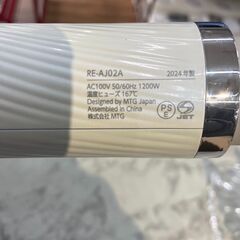 RE-AJ02A 2024年製
AC100V 50/60Hz 1200W
温度ヒューズ 167℃
Designed by MTG Japan
Assembled in China
株式会社 MTG
PS
E
JET